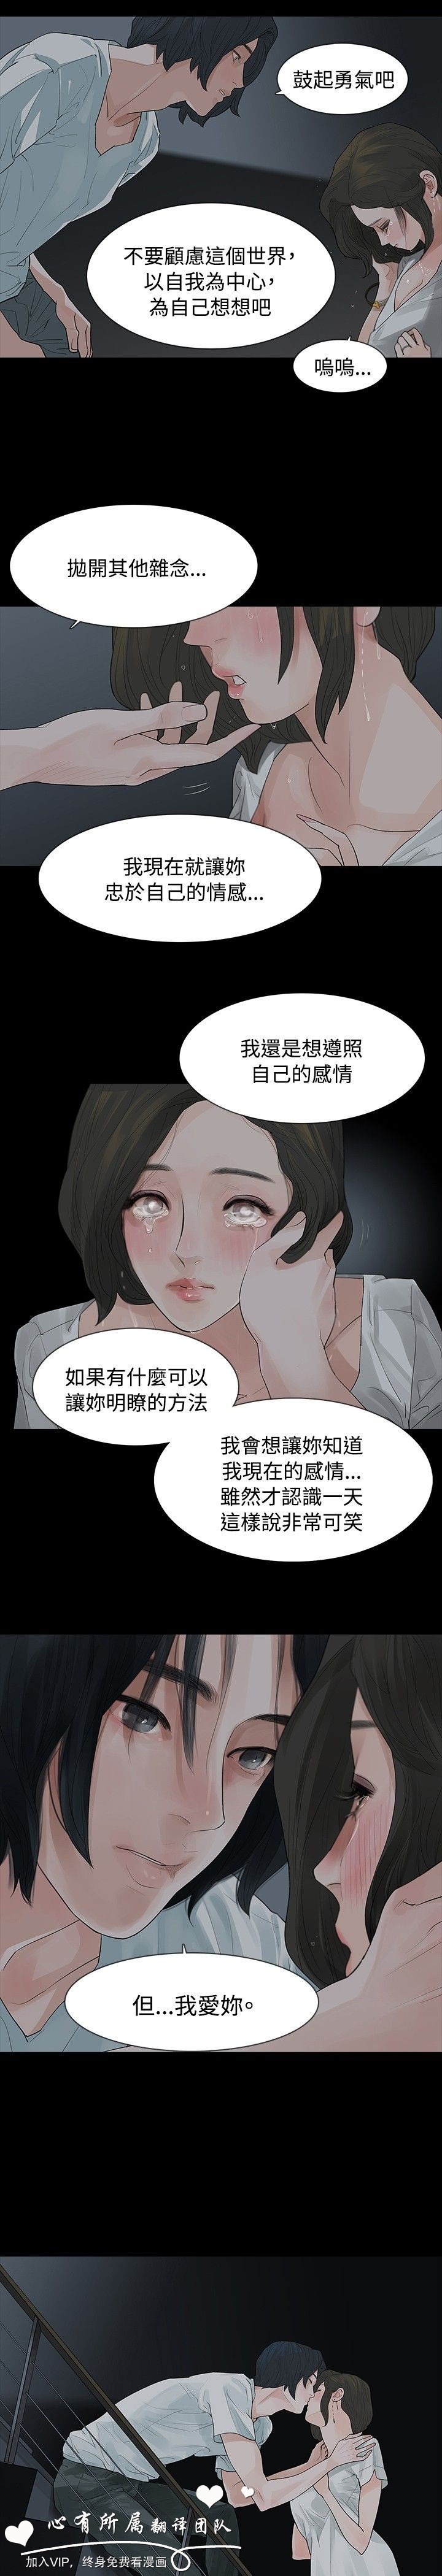 鼓起勇氣吧
不要顧慮這個世界，
以自我為中心，
為自己想想吧
嗚嗚...
拋開其他雜念...
我現在就讓妳
忠於自己的情感...
我還是想遵照
自己的感情
如果有什麼可以
讓妳明瞭的方法
我會想讓妳知道
我現在的感情...
雖然才認識一天
這樣說非常可笑
但...我愛妳。
心有所属翻译团队
加入VIP，终身免费看漫画